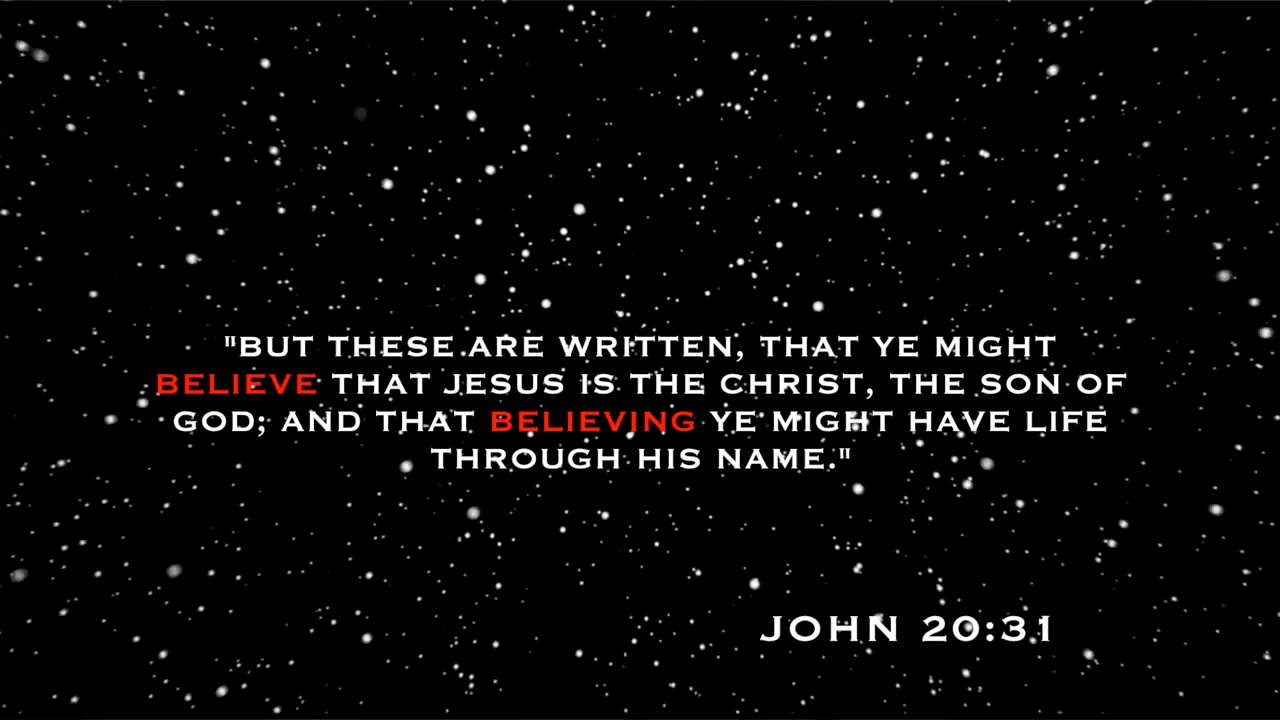 "BUT THESE ARE WRITTEN, THAT YE MIGHT
BELIEVE THAT JESUS IS THE CHRIST, THE SON OF
GOD; AND THAT BELIEVING YE MIGHT HAVE LIFE
THROUGH HIS NAME."
JOHN 20:31